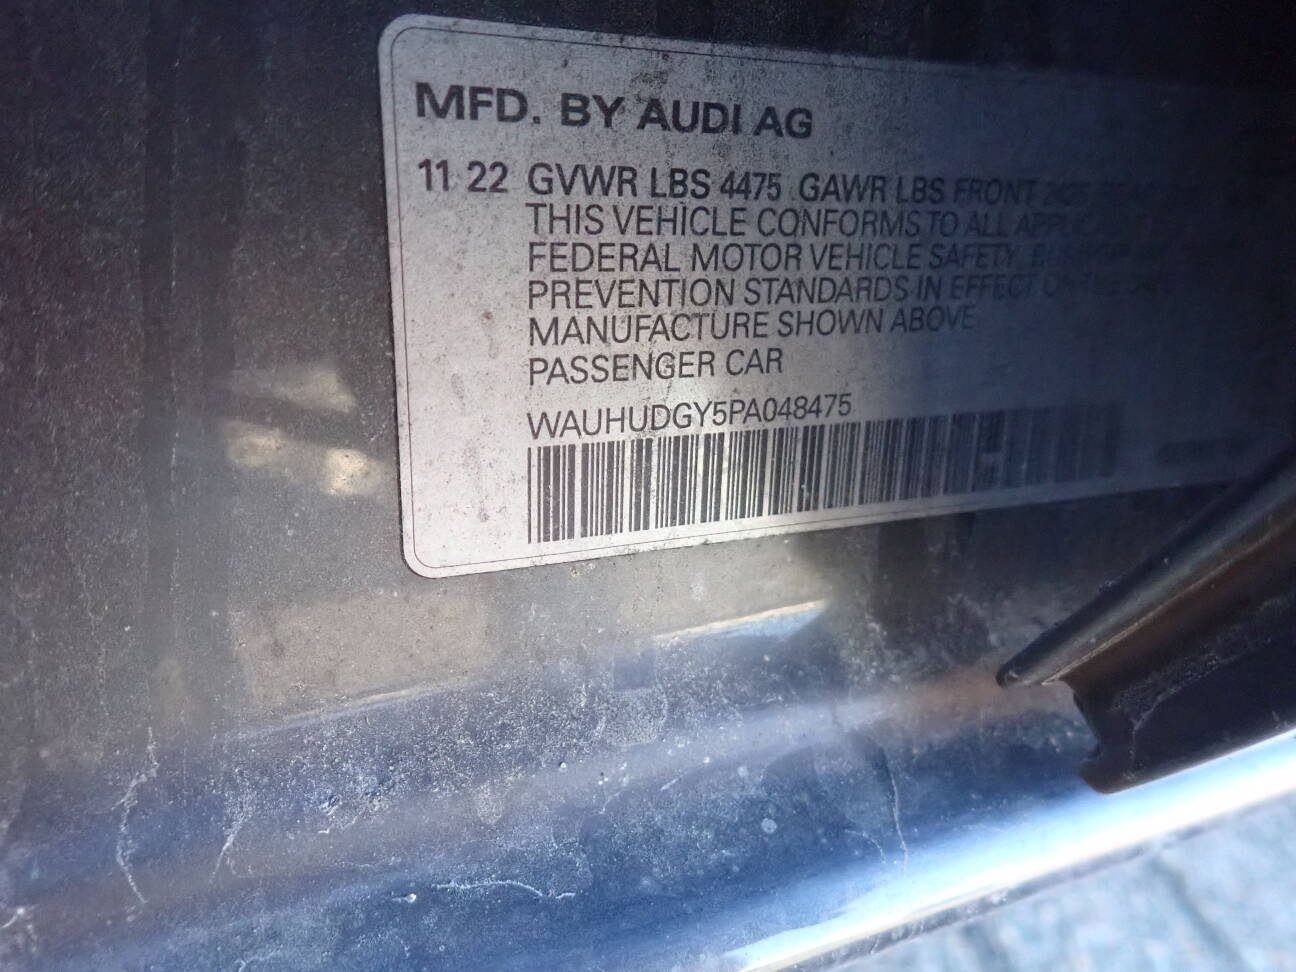 MFD. BY AUDI AG
11 22 GVWR LBS 4475 GAWR LBS FRONT
THIS VEHICLE CONFORMS TO ALL
FEDERAL MOTOR VEHICLE SAFETY
PREVENTION STANDARDS IN EFFECT
MANUFACTURE SHOWN ABOVE
PASSENGER CAR
WAUHUDGY5PA048475